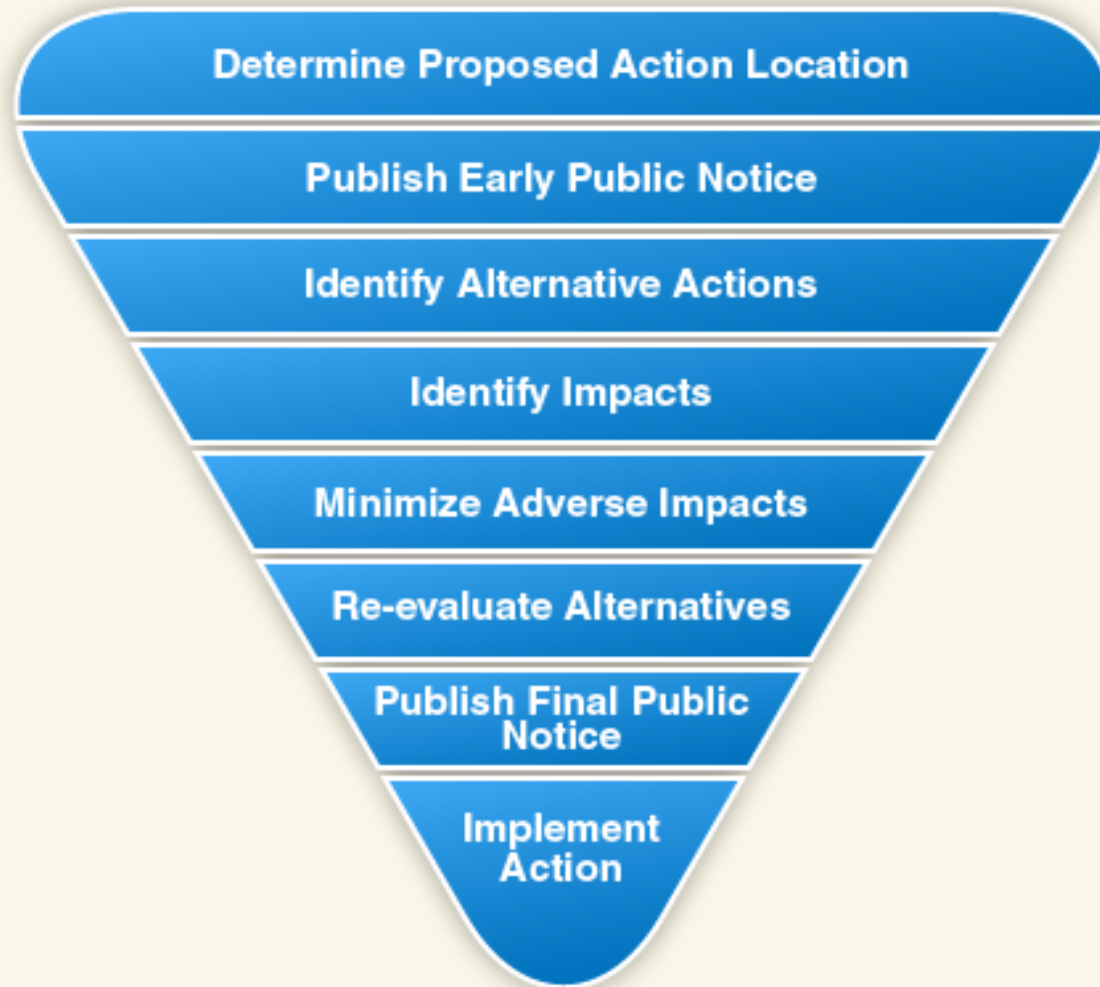 Determine Proposed Action Location
Publish Early Public Notice
Identify Alternative Actions
Identify Impacts
Minimize Adverse Impacts
Re-evaluate Alternatives
Publish Final Public
Notice
Implement
Action